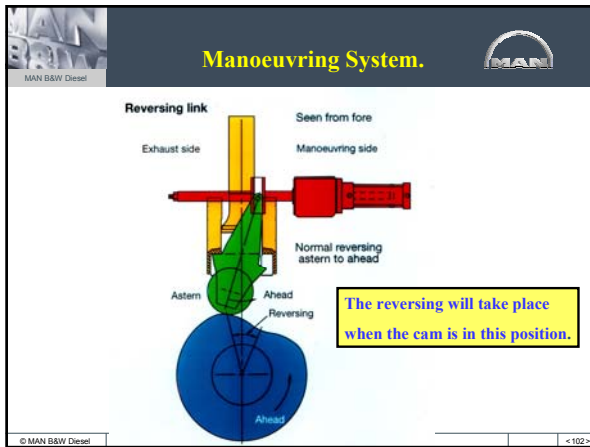 MAN
B&W
MAN B&W Diesel
Manoeuvring System.
MAN
Reversing link
Seen from fore
Exhaust side
Manoeuvring side
Normal reversing
astern to ahead
Astern
Ahead
Reversing
The reversing will take place
when the cam is in this position.
Ahead
© MAN B&W Diesel
<102>